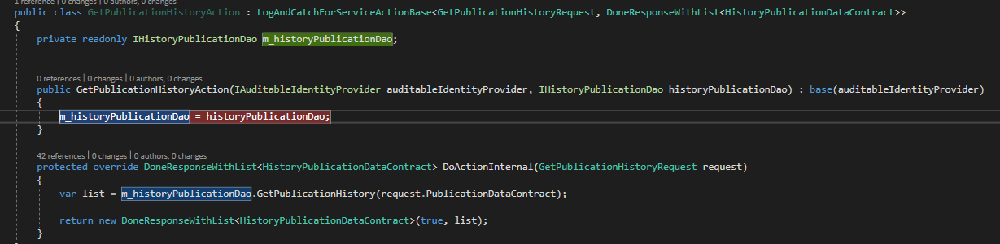 1 reference | 0 changes | 0 authors, 0 changes
public class GetPublicationHistoryAction : LogAndCatchForServiceActionBase<GetPublicationHistoryRequest, DoneResponseWithList<HistoryPublicationDataContract>>
{
private readonly IHistoryPublicationDao m_historyPublicationDao;
0 references | 0 changes | 0 authors, 0 changes
public GetPublicationHistoryAction(IAuditableIdentityProvider auditableIdentityProvider, IHistoryPublicationDao historyPublicationDao) : base(auditableIdentityProvider)
{
m_historyPublicationDao = historyPublicationDao;
}
42 references | 0 changes | 0 authors, 0 changes
protected override DoneResponseWithList<HistoryPublicationDataContract> DoActionInternal(GetPublicationHistoryRequest request)
{
var list = m_historyPublicationDao.GetPublicationHistory(request.PublicationDataContract);
return new DoneResponseWithList<HistoryPublicationDataContract>(true, list);
}